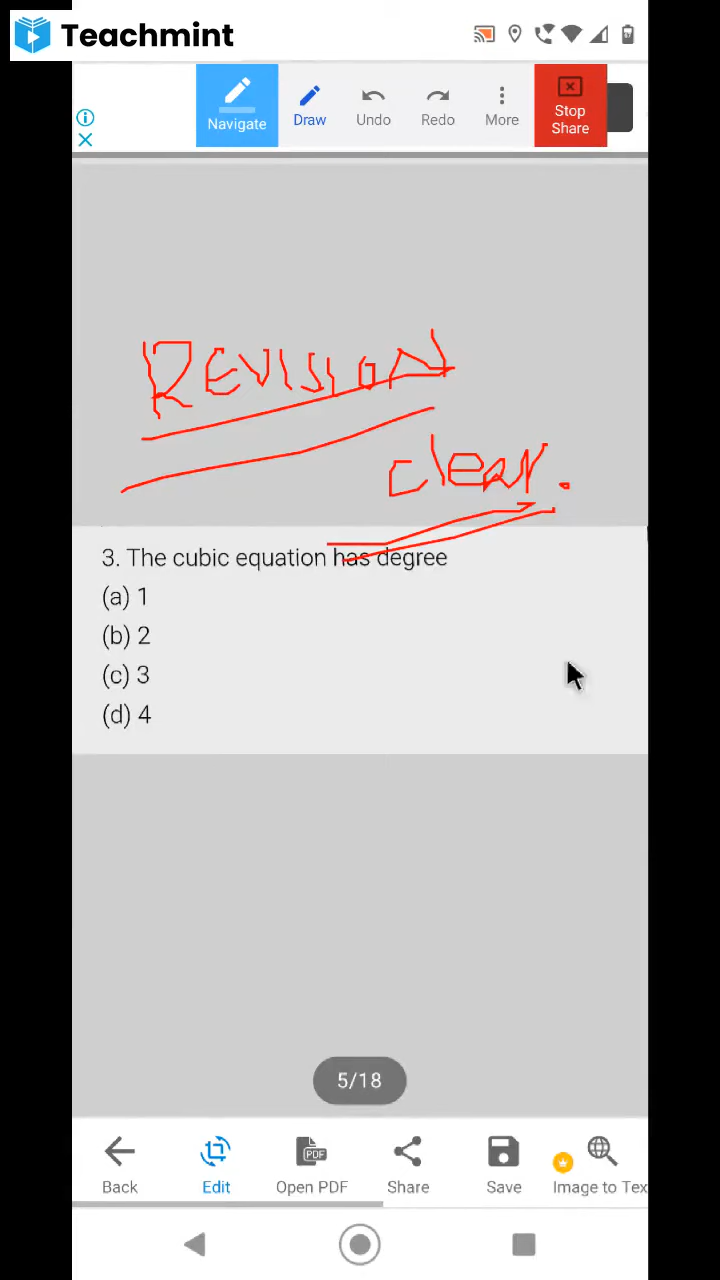 Teachmint
Navigate
Draw
Undo
Redo
More
Stop
Share
REVISION
clear.
3. The cubic equation has degree
(a) 1
(b) 2
(c) 3
(d) 4
5/18
Back
Edit
PDF
Open PDF
Share
Save
Image to Tex